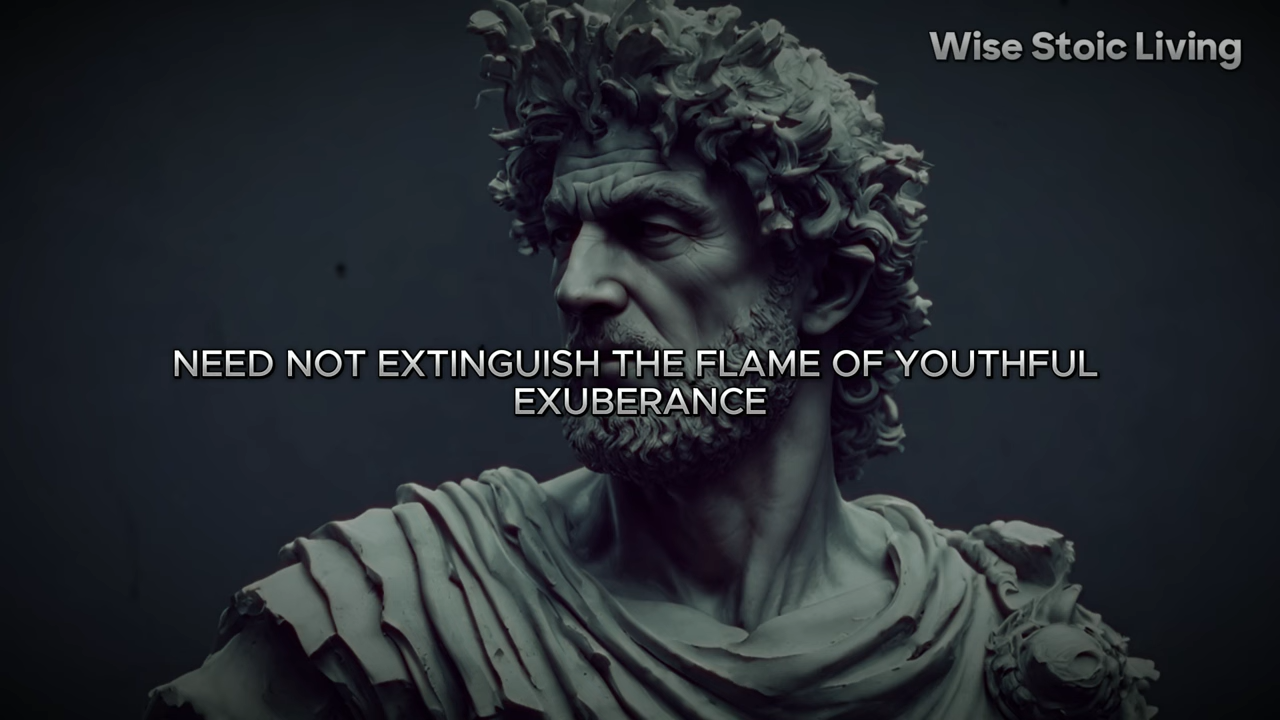 Wise Stoic Living
NEED NOT EXTINGUISH THE FLAME OF YOUTHFUL
EXUBERANCE